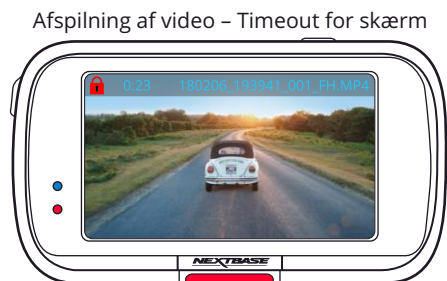 Afspilning af video – Timeout for skærm
0:23 180206_193941_001_FH.MP4
NEXTBASE